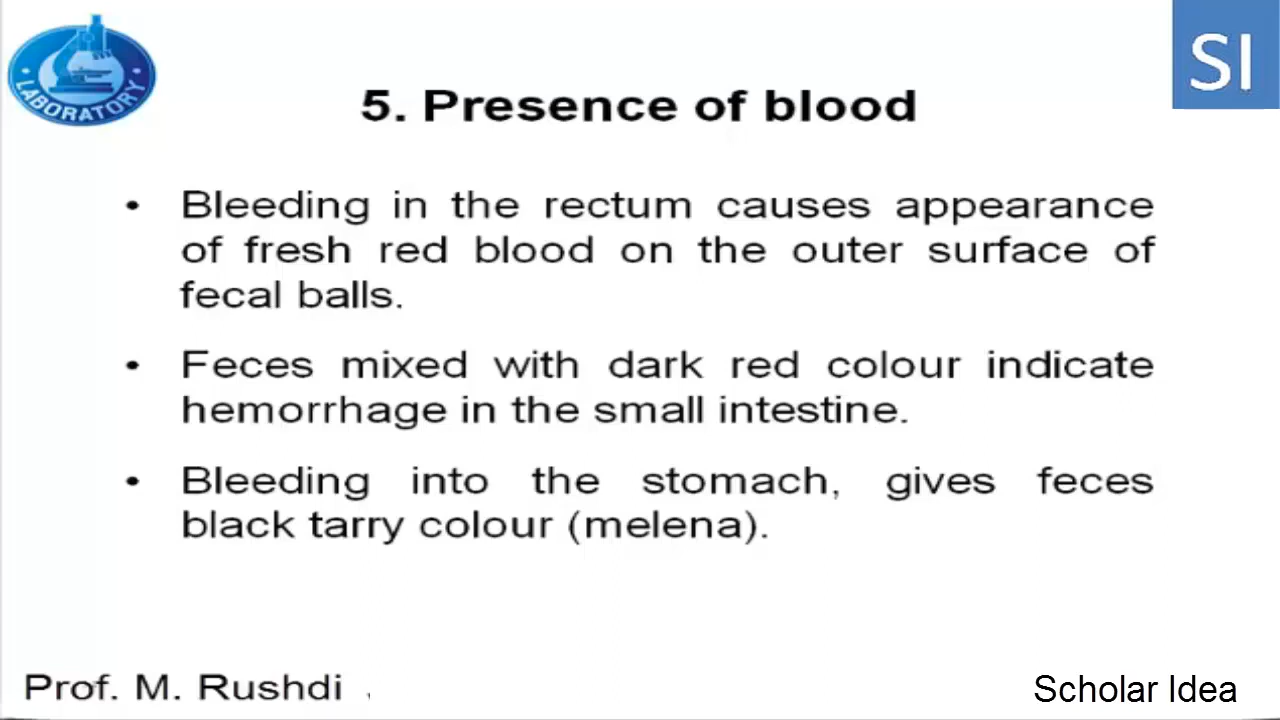 LABORATORY
SI
5. Presence of blood
• Bleeding in the rectum causes appearance
of fresh red blood on the outer surface of
fecal balls.
• Feces mixed with dark red colour indicate
hemorrhage in the small intestine.
• Bleeding into the stomach, gives feces
black tarry colour (melena).
Prof. M. Rushdi
Scholar Idea